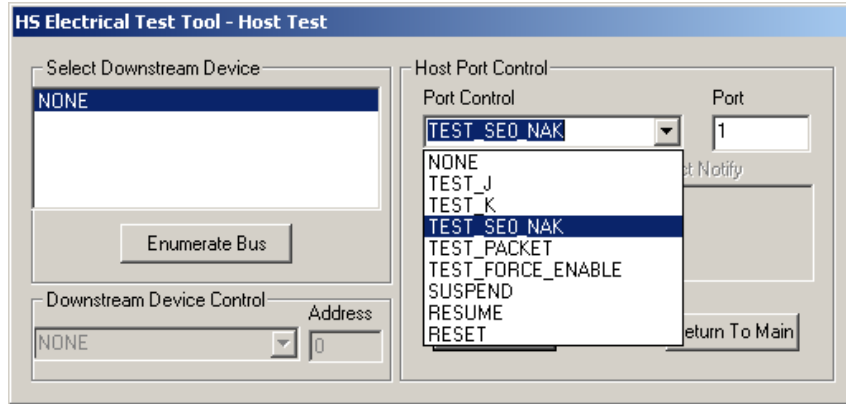 HS Electrical Test Tool - Host Test
Select Downstream Device
NONE
Enumerate Bus
Downstream Device Control
Address
NONE
0
Host Port Control
Port Control
Port
TEST_SE0_NAK
1
NONE
TEST_J
TEST_K
TEST_SE0_NAK
TEST_PACKET
TEST_FORCE_ENABLE
SUSPEND
RESUME
RESET
Notify
To Main